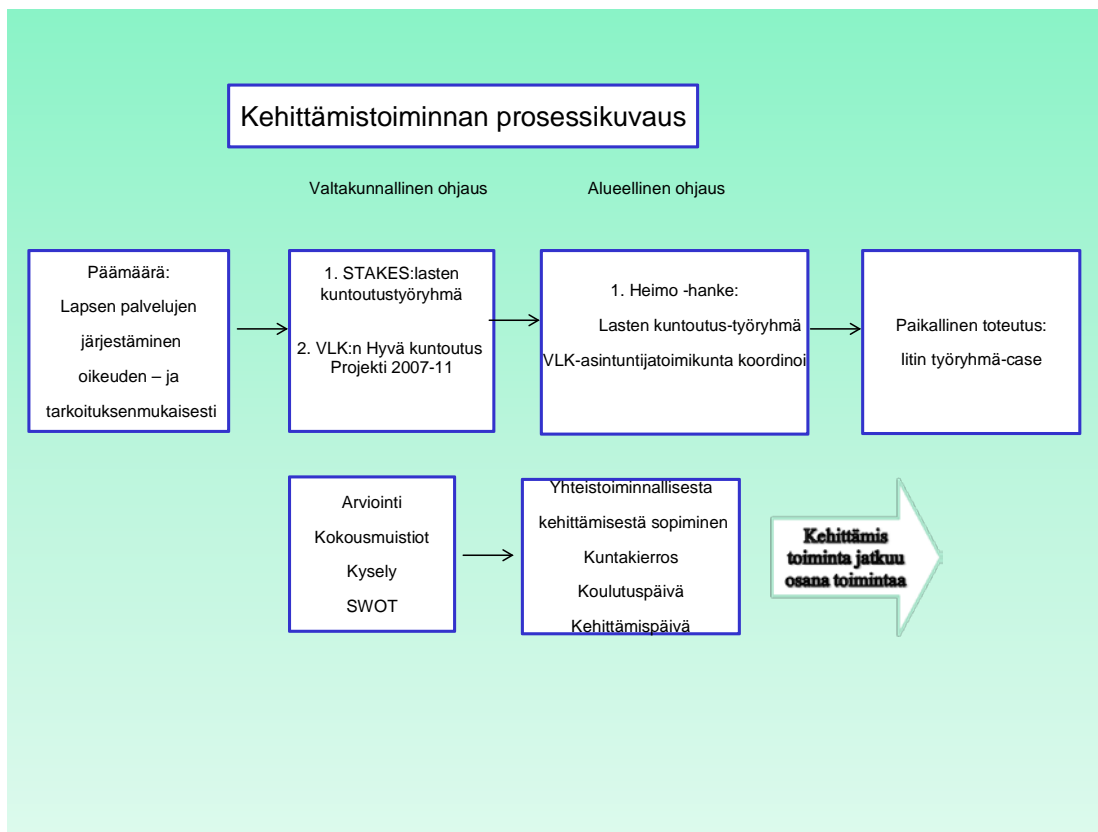 Kehittämistoiminnan prosessikuvaus
Valtakunnallinen ohjaus
Alueellinen ohjaus
Päämäärä:
Lapsen palvelujen
järjestäminen
oikeuden – ja
tarkoituksenmukaisesti
1. STAKES:lasten
kuntoutustyöryhmä
2. VLK:n Hyvä kuntoutus
Projekti 2007-11
1. Heimo -hanke:
Lasten kuntoutus-työryhmä
VLK-asintuntijatoimikunta koordinoi
Paikallinen toteutus:
Iitin työryhmä-case
Arviointi
Kokousmuistiot
Kysely
SWOT
Yhteistoiminnallisesta
kehittämisestä sopiminen
Kuntakierros
Koulutuspäivä
Kehittämispäivä
Kehittämis
toiminta jatkuu
osana toimintaa